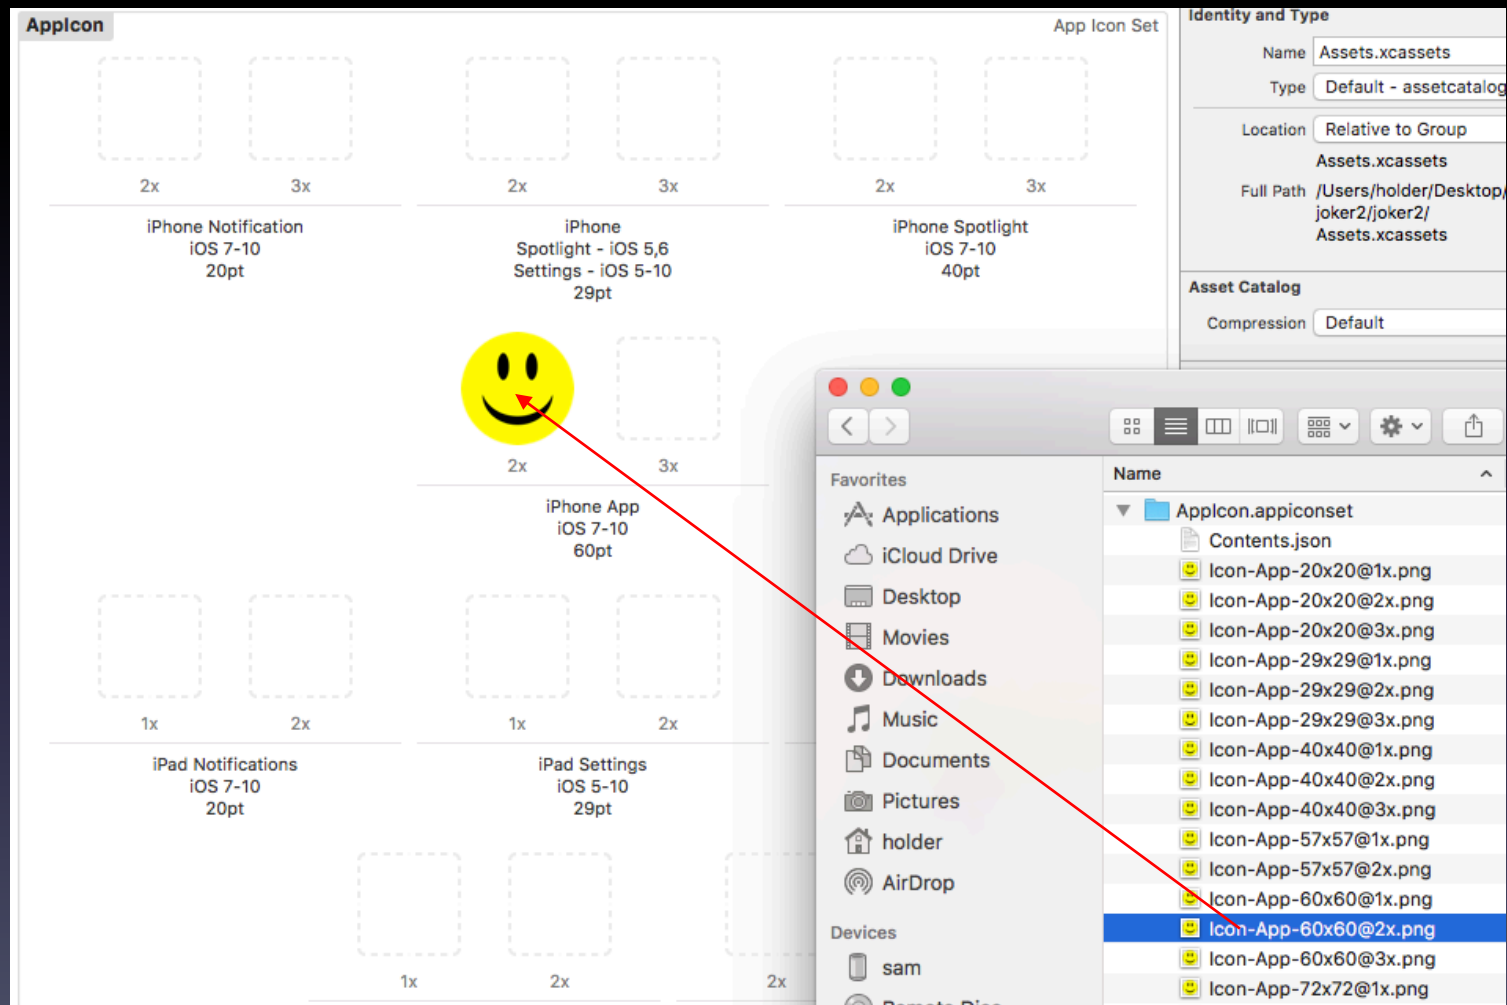 AppIcon
App Icon Set
2x 3x 2x 3x 2x 3x
iPhone Notification
iOS 7-10
20pt
iPhone
Spotlight - iOS 5,6
Settings - iOS 5-10
29pt
iPhone Spotlight
iOS 7-10
40pt
2x 3x
iPhone App
iOS 7-10
60pt
1x 2x 1x 2x
iPad Notifications
iOS 7-10
20pt
iPad Settings
iOS 5-10
29pt
1x 2x 2x
Identity and Type
Name Assets.xcassets
Type Default - assetcatalog
Location Relative to Group
Assets.xcassets
Full Path /Users/holder/Desktop/
joker2/joker2/
Assets.xcassets
Asset Catalog
Compression Default
Favorites
Applications
iCloud Drive
Desktop
Movies
Downloads
Music
Documents
Pictures
holder
AirDrop
Devices
sam
Remote Disc
Name
AppIcon.appiconset
Contents.json
Icon-App-20x20@1x.png
Icon-App-20x20@2x.png
Icon-App-20x20@3x.png
Icon-App-29x29@1x.png
Icon-App-29x29@2x.png
Icon-App-29x29@3x.png
Icon-App-40x40@1x.png
Icon-App-40x40@2x.png
Icon-App-40x40@3x.png
Icon-App-57x57@1x.png
Icon-App-57x57@2x.png
Icon-App-60x60@1x.png
Icon-App-60x60@2x.png
Icon-App-60x60@3x.png
Icon-App-72x72@1x.png